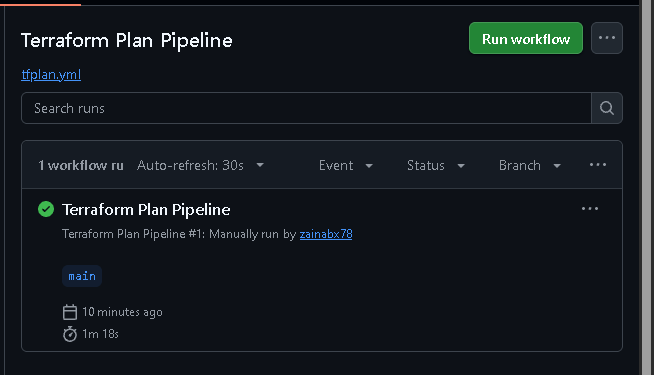 Terraform Plan Pipeline
Run workflow
tfplan.yml
Search runs
1 workflow ru Auto-refresh: 30s Event Status Branch
Terraform Plan Pipeline
Terraform Plan Pipeline #1: Manually run by zainabx78
main
10 minutes ago
1m 18s